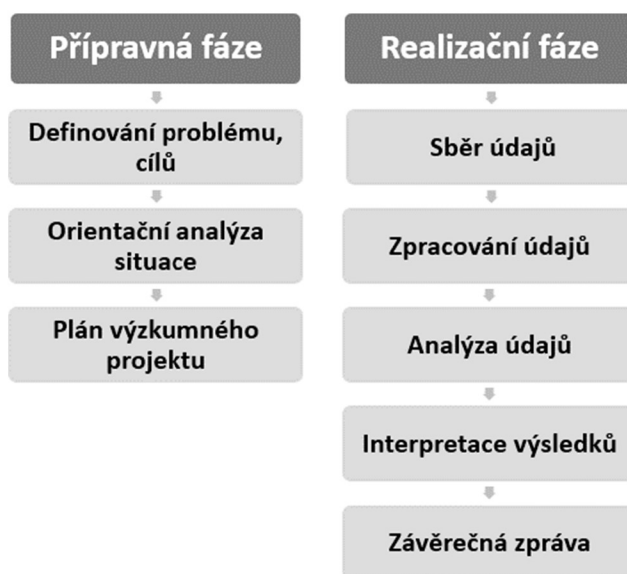 Přípravná fáze
Definování problému,
cílů
Orientační analýza
situace
Plán výzkumného
projektu
Realizační fáze
Sběr údajů
Zpracování údajů
Analýza údajů
Interpretace výsledků
Závěrečná zpráva